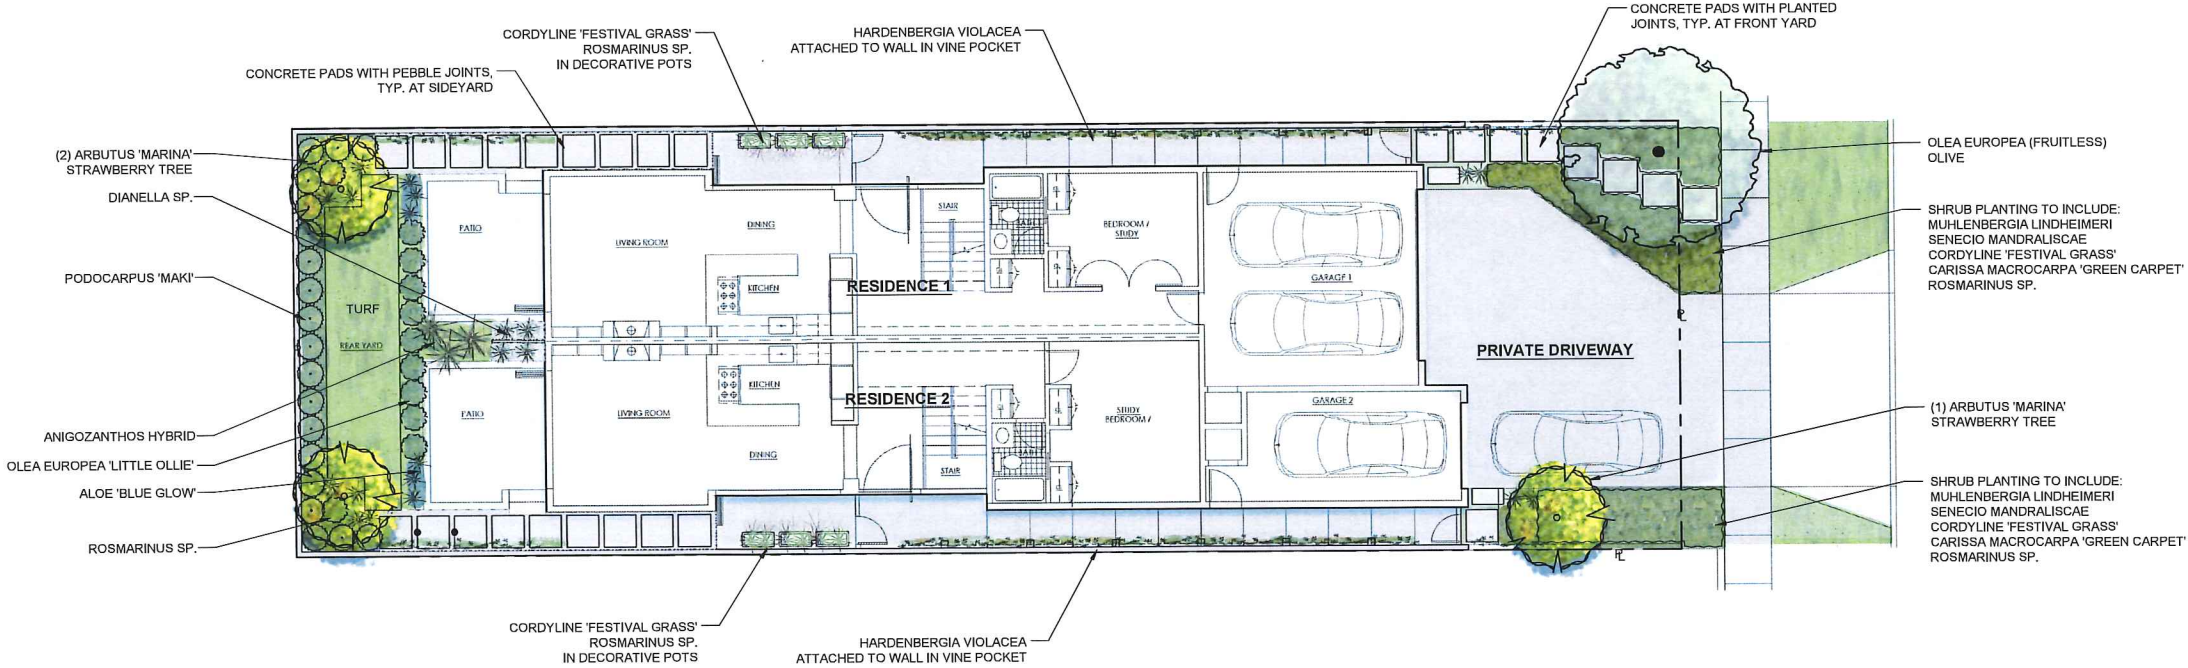 CONCRETE PADS WITH PLANTED
JOINTS, TYP. AT FRONT YARD
CORDYLINE 'FESTIVAL GRASS'
ROSMARINUS SP.
IN DECORATIVE POTS
HARDENBERGIA VIOLACEA
ATTACHED TO WALL IN VINE POCKET
CONCRETE PADS WITH PEBBLE JOINTS,
TYP. AT SIDEYARD
(2) ARBUTUS 'MARINA'
STRAWBERRY TREE
DIANELLA SP.
PODOCARPUS 'MAKI'
ANIGOZANTHOS HYBRID
OLEA EUROPEA 'LITTLE OLLIE'
ALOE 'BLUE GLOW'
ROSMARINUS SP.
TURF
REAR YARD
PATIO
PATIO
LIVING ROOM
DINING
KITCHEN
RESIDENCE 1
STAIR
BEDROOM /
STUDY
GARAGE 1
LIVING ROOM
KITCHEN
DINING
RESIDENCE 2
STAIR
STUDY
BEDROOM /
GARAGE 2
PRIVATE DRIVEWAY
OLEA EUROPEA (FRUITLESS)
OLIVE
SHRUB PLANTING TO INCLUDE:
MUHLENBERGIA LINDHEIMERI
SENECIO MANDRALISCAE
CORDYLINE 'FESTIVAL GRASS'
CARISSA MACROCARPA 'GREEN CARPET'
ROSMARINUS SP.
(1) ARBUTUS 'MARINA'
STRAWBERRY TREE
SHRUB PLANTING TO INCLUDE:
MUHLENBERGIA LINDHEIMERI
SENECIO MANDRALISCAE
CORDYLINE 'FESTIVAL GRASS'
CARISSA MACROCARPA 'GREEN CARPET'
ROSMARINUS SP.
CORDYLINE 'FESTIVAL GRASS'
ROSMARINUS SP.
IN DECORATIVE POTS
HARDENBERGIA VIOLACEA
ATTACHED TO WALL IN VINE POCKET